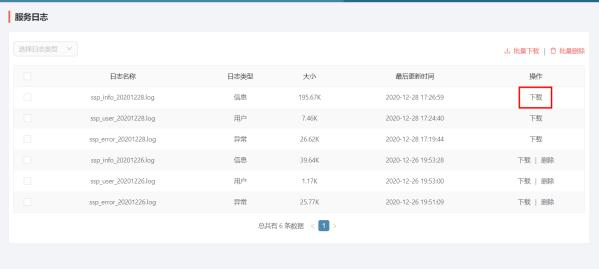 服务日志
选择日志类型 批量下载 | 批量删除
日志名称 日志类型 大小 最后更新时间 操作
ssp_info_20201228.log 信息 195.67K 2020-12-28 17:26:59 下载
ssp_user_20201228.log 用户 7.46K 2020-12-28 17:24:40 下载
ssp_error_20201228.log 异常 26.62K 2020-12-28 17:19:44 下载
ssp_info_20201226.log 信息 39.64K 2020-12-26 19:53:28 下载 | 删除
ssp_user_20201226.log 用户 1.17K 2020-12-26 19:53:00 下载 | 删除
ssp_error_20201226.log 异常 25.77K 2020-12-26 19:51:09 下载 | 删除
总共有 6 条数据 < 1 >